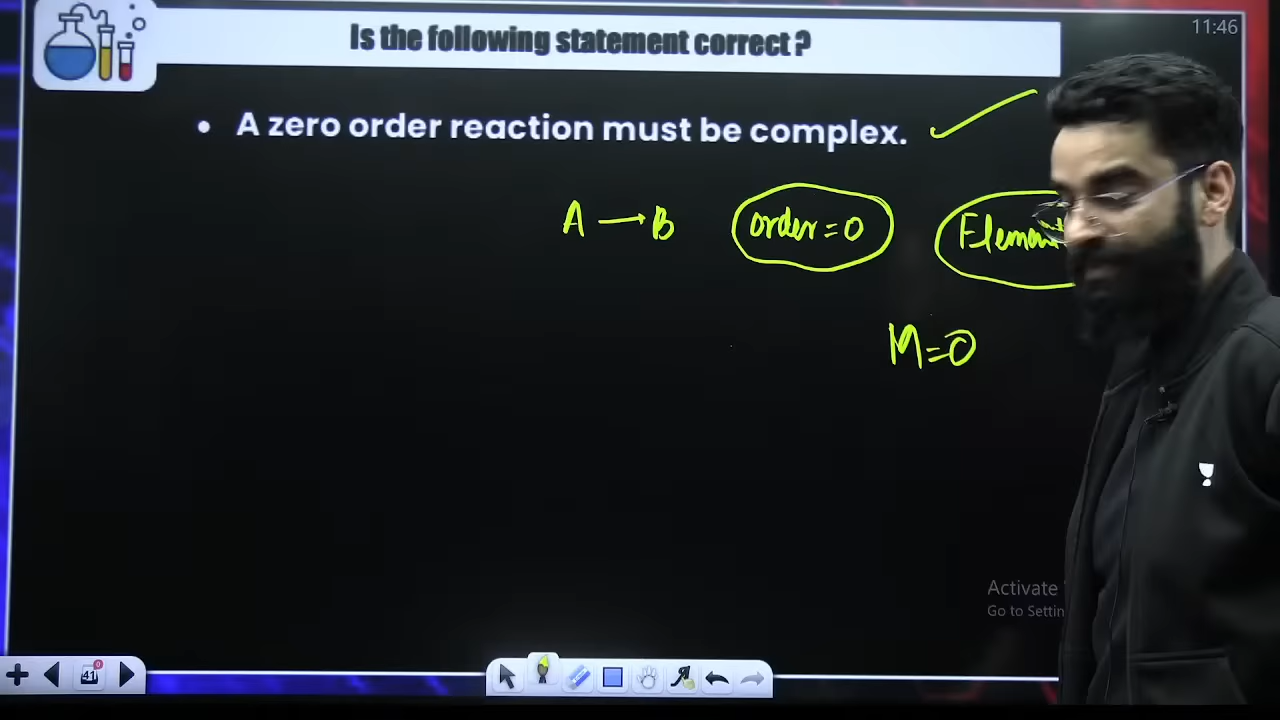 11:46
Is the following statement correct ?
• A zero order reaction must be complex.
A → B order = 0
M = 0
Activate
Go to Settin
41